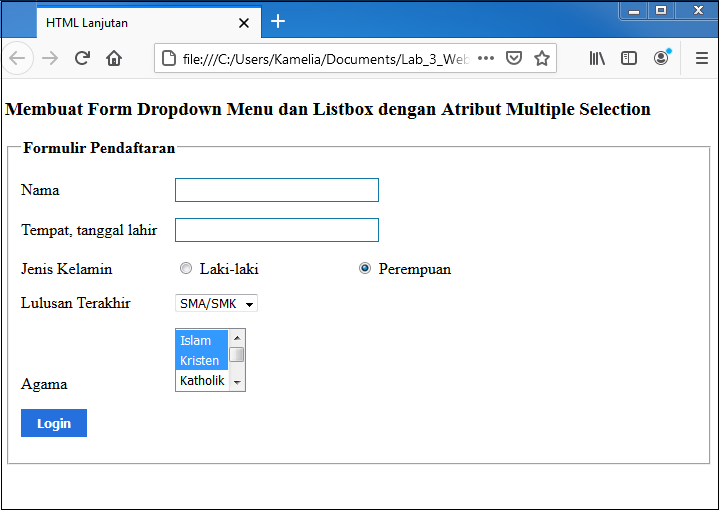 HTML Lanjutan
file:///C:/Users/Kamelia/Documents/Lab_3_Web
Membuat Form Dropdown Menu dan Listbox dengan Atribut Multiple Selection
Formulir Pendaftaran
Nama
Tempat, tanggal lahir
Jenis Kelamin Laki-laki Perempuan
Lulusan Terakhir SMA/SMK
Islam
Kristen
Agama Katholik
Login